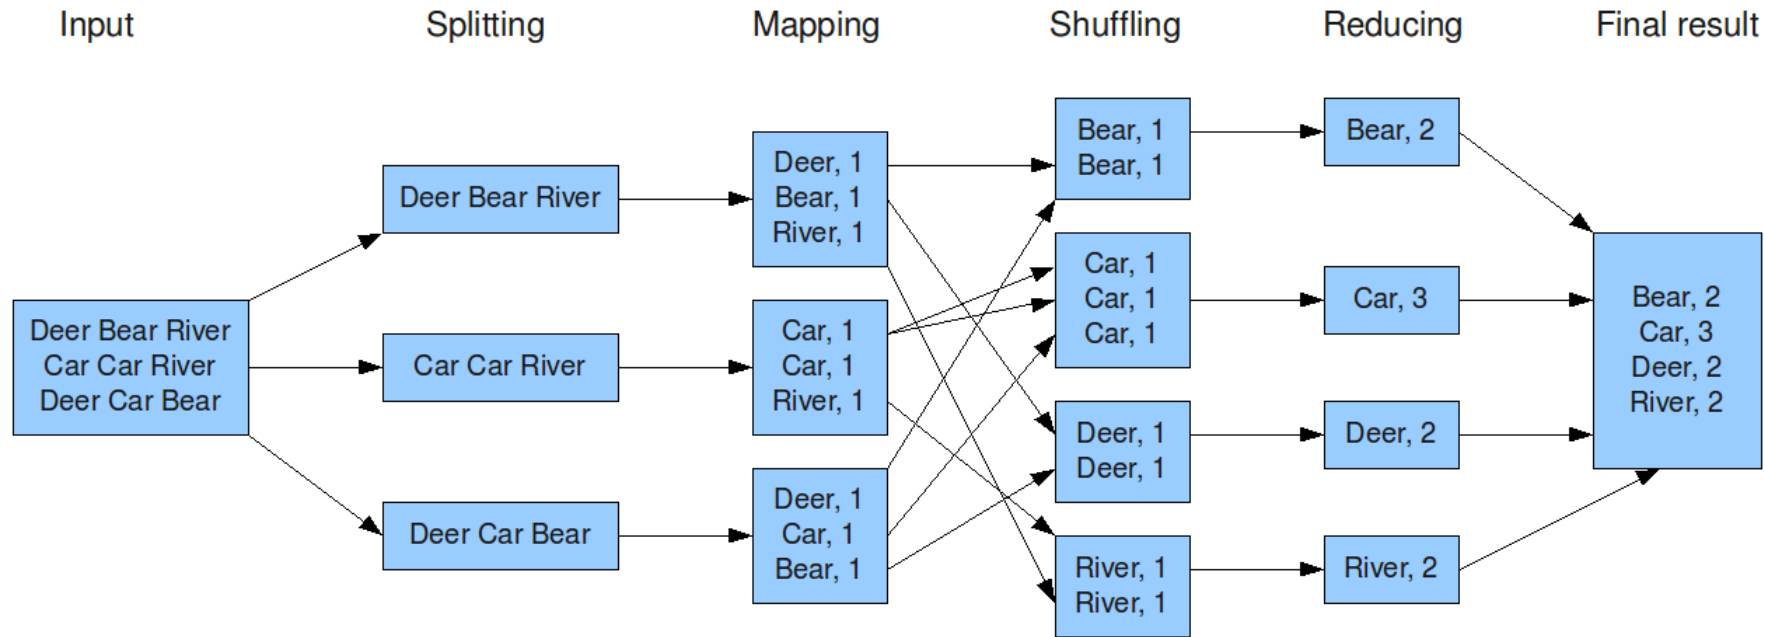 Input
Splitting
Mapping
Shuffling
Reducing
Final result
Deer Bear River
Car Car River
Deer Car Bear
Deer Bear River
Car Car River
Deer Car Bear
Deer, 1
Bear, 1
River, 1
Car, 1
Car, 1
River, 1
Deer, 1
Car, 1
Bear, 1
Bear, 1
Bear, 1
Car, 1
Car, 1
Car, 1
Deer, 1
Deer, 1
River, 1
River, 1
Bear, 2
Car, 3
Deer, 2
River, 2
Bear, 2
Car, 3
Deer, 2
River, 2